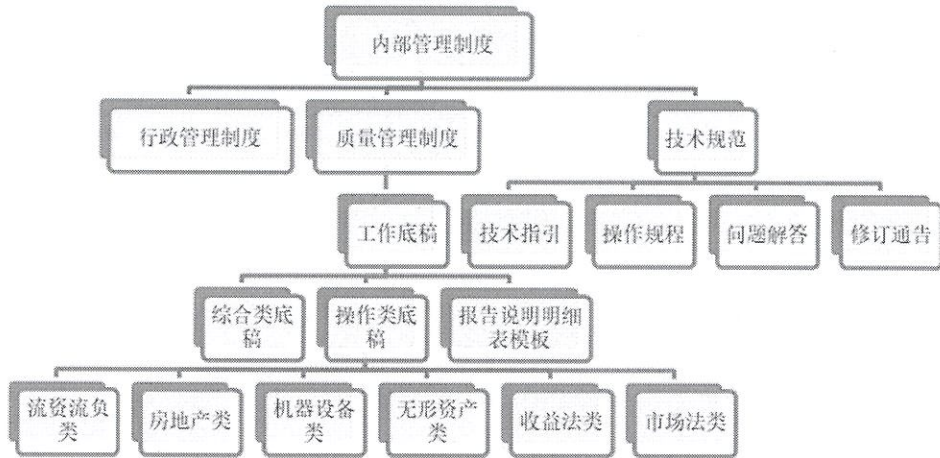 内部管理制度
行政管理制度
质量管理制度
技术规范
工作底稿
技术指引
操作规程
问题解答
修订通告
综合类底
稿
操作类底
稿
报告说明明细
表模板
流资流负
类
房地产类
机器设备
类
无形资产
类
收益法类
市场法类